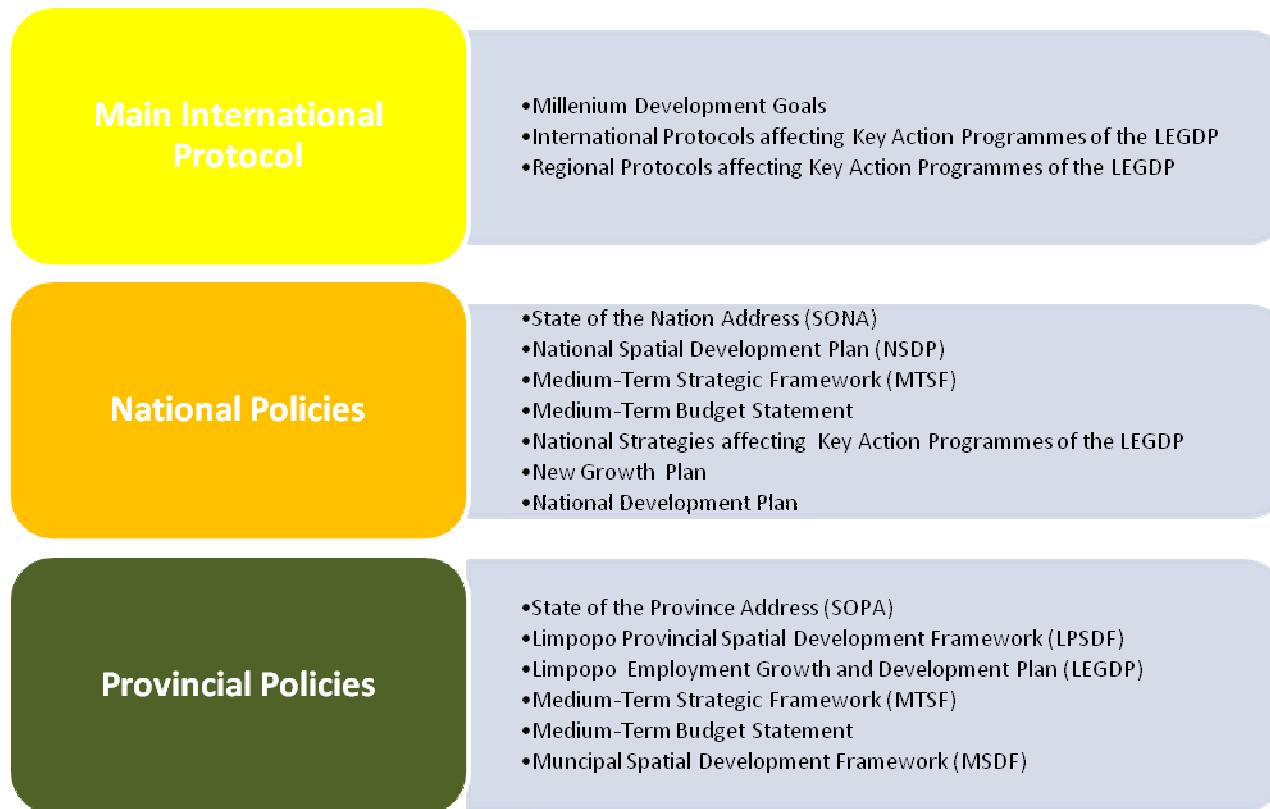 Main International
Protocol
•Millenium Development Goals
•International Protocols affecting Key Action Programmes of the LEGDP
•Regional Protocols affecting Key Action Programmes of the LEGDP
National Policies
•State of the Nation Address (SONA)
•National Spatial Development Plan (NSDP)
•Medium-Term Strategic Framework (MTSF)
•Medium-Term Budget Statement
•National Strategies affecting Key Action Programmes of the LEGDP
•New Growth Plan
•National Development Plan
Provincial Policies
•State of the Province Address (SOPA)
•Limpopo Provincial Spatial Development Framework (LPSDF)
•Limpopo Employment Growth and Development Plan (LEGDP)
•Medium-Term Strategic Framework (MTSF)
•Medium-Term Budget Statement
•Muncipal Spatial Development Framework (MSDF)